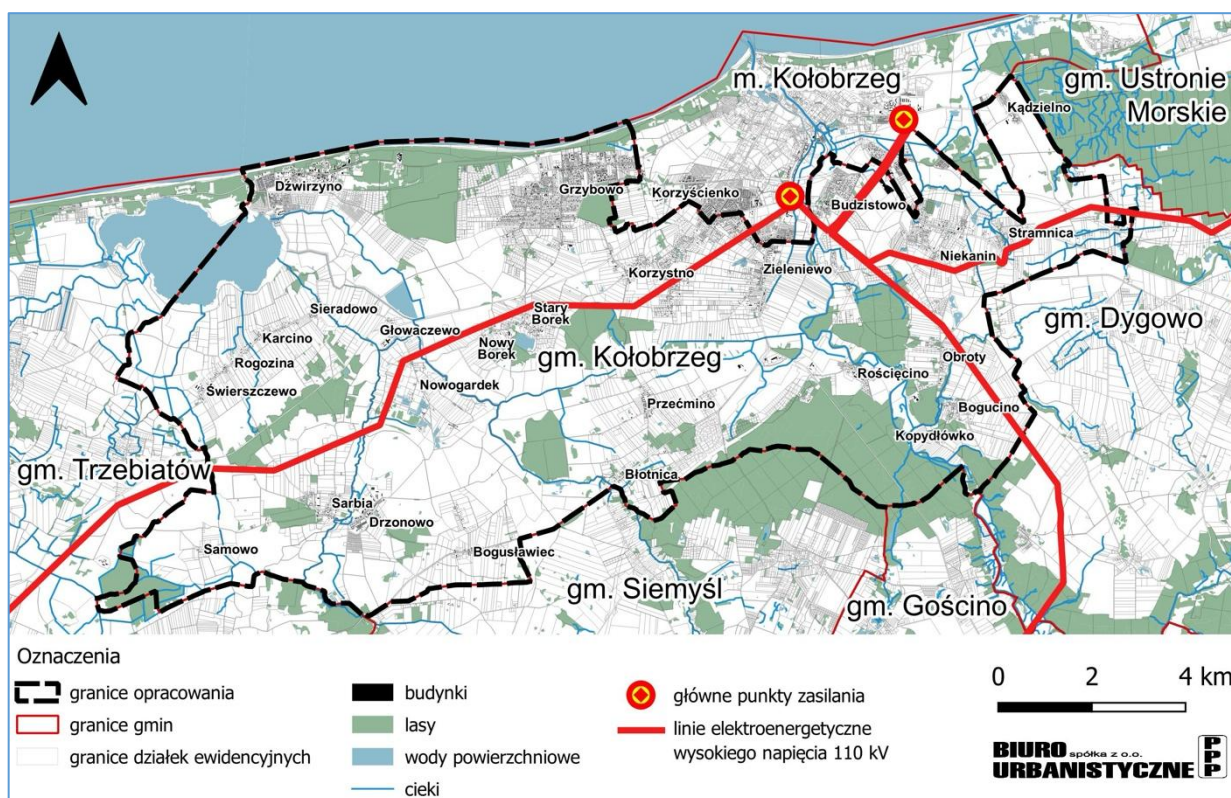 m. Kołobrzeg
gm. Ustronie
Morskie
Kądzielno
Dźwirzyno
Grzybowo
Korzyścienko
Budzistowo
Stramnica
Niekanin
Korzystno
Zieleniewo
Sieradowo
Stary
Borek
Głowaczewo
gm. Dygowo
Karcino
Nowy
Borek
gm. Kołobrzeg
Obroty
Rogozina
Rościęcino
Świerszczewo
Nowogardek
Przećmino
Bogucino
Kopydłówko
gm. Trzebiatów
Błotnica
Sarbia
Drzonowo
Samowo
Bogusławiec
gm. Siemyśl
gm. Gościno
Oznaczenia
granice opracowania
granice gmin
granice działek ewidencyjnych
budynki
lasy
wody powierzchniowe
cieki
główne punkty zasilania
linie elektroenergetyczne
wysokiego napięcia 110 kV
0 2 4 km
BIURO spółka z o.o.
URBANISTYCZNE PPP